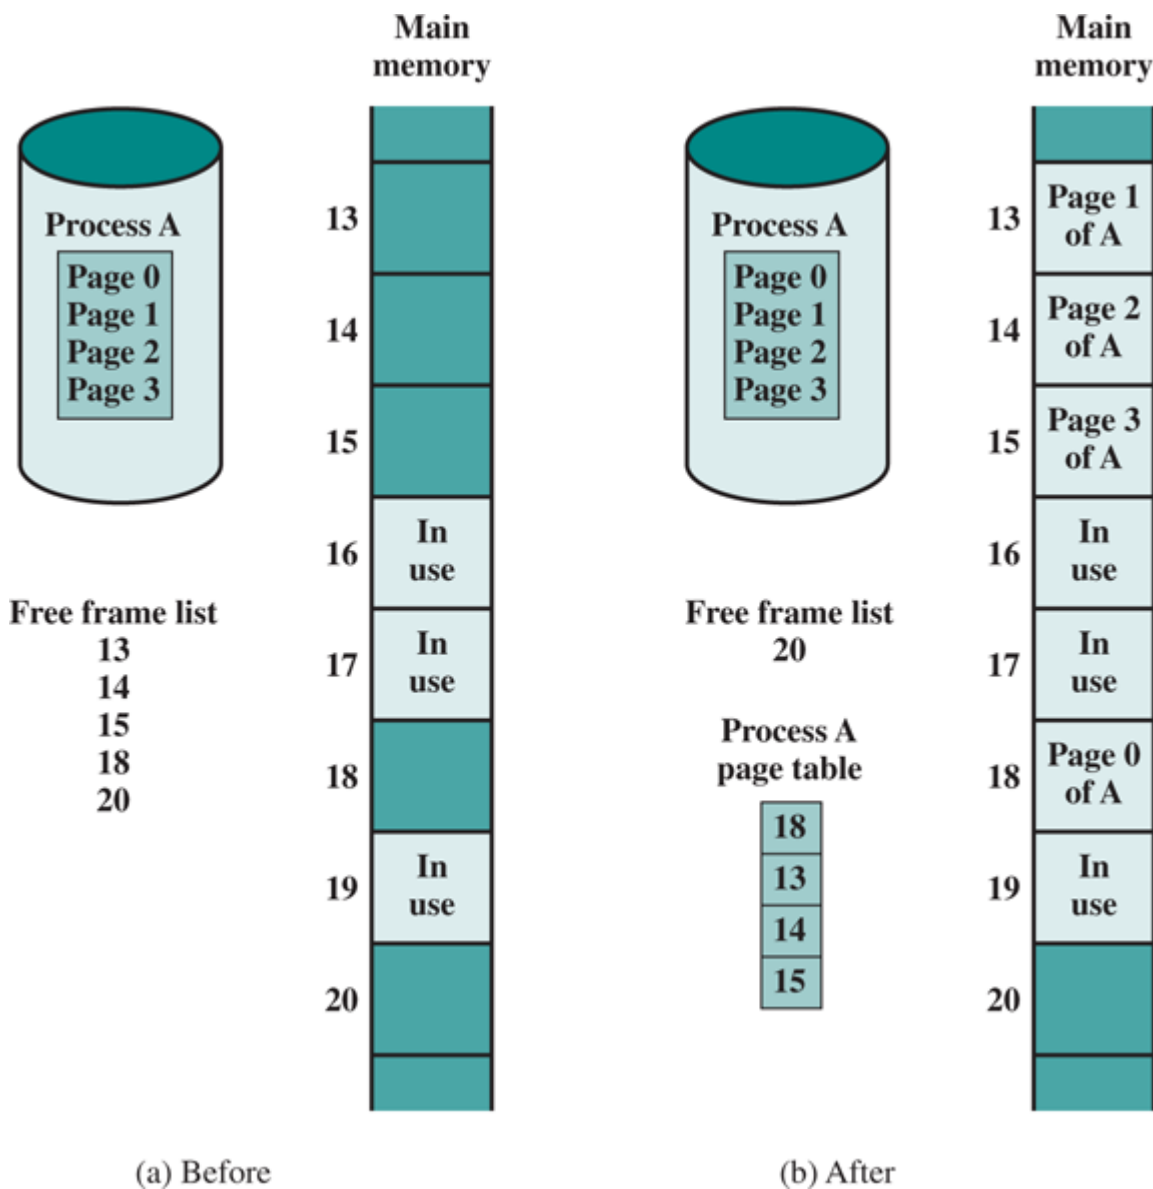 Main
memory
Process A
Page 0
Page 1
Page 2
Page 3
Free frame list
13
14
15
18
20
13
14
15
16
In
use
17
In
use
18
19
In
use
20
(a) Before
Main
memory
Process A
Page 0
Page 1
Page 2
Page 3
Free frame list
20
Process A
page table
18
13
14
15
13
Page 1
of A
14
Page 2
of A
15
Page 3
of A
16
In
use
17
In
use
18
Page 0
of A
19
In
use
20
(b) After